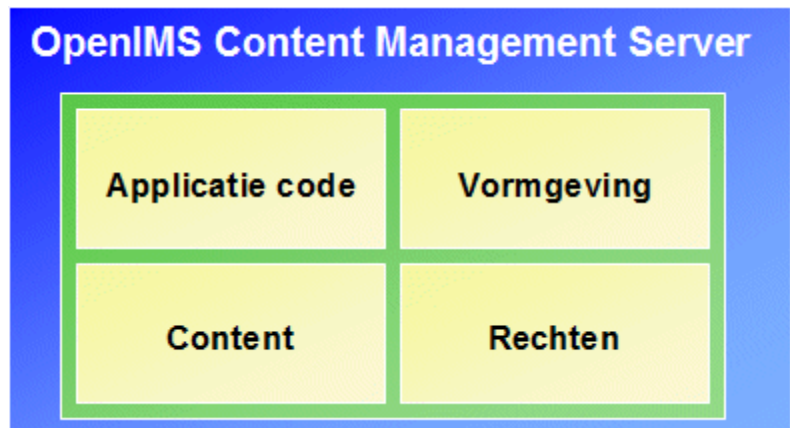 OpenIMS Content Management Server
Applicatie code
Vormgeving
Content
Rechten